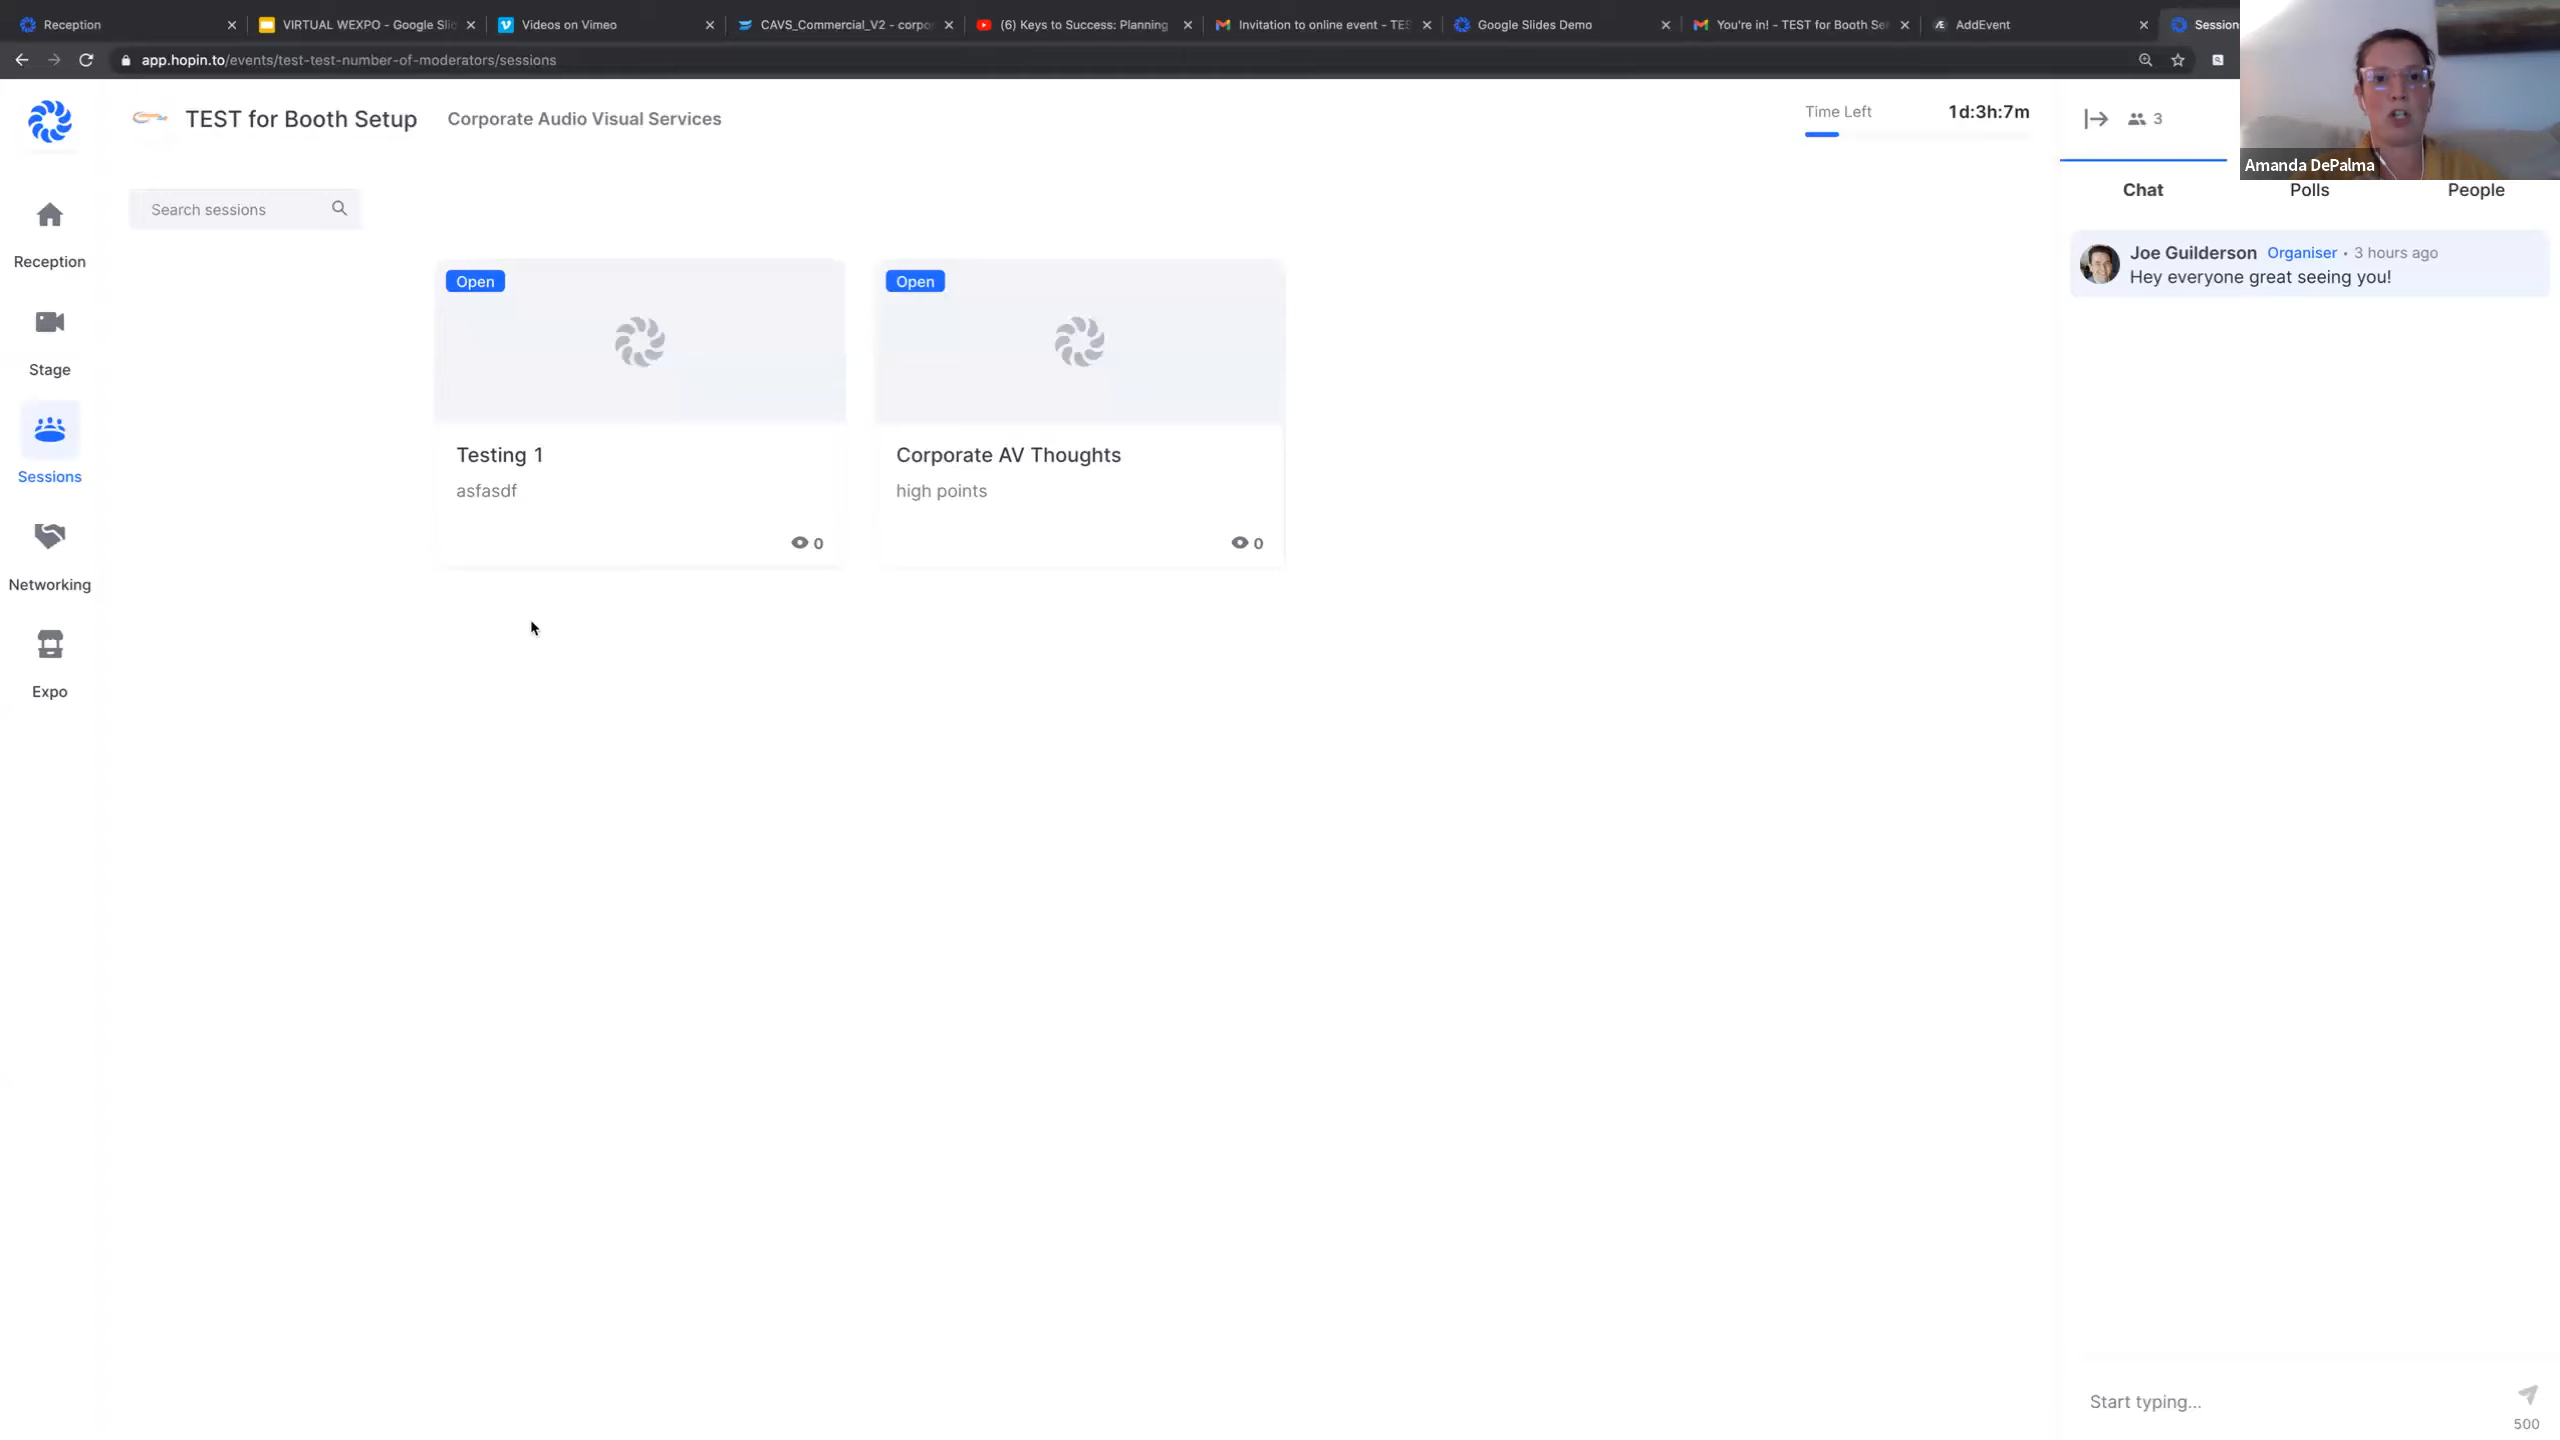 Reception
VIRTUAL WEXPO - Google Slic
Videos on Vimeo
CAVS_Commercial_V2 - corpo
(6) Keys to Success: Planning
Invitation to online event - TES
Google Slides Demo
You're in! - TEST for Booth Se
AddEvent
Session
app.hopin.to/events/test-test-number-of-moderators/sessions
TEST for Booth Setup
Corporate Audio Visual Services
Time Left
1d:3h:7m
3
Amanda DePalma
Chat
Polls
People
Search sessions
Reception
Stage
Sessions
Networking
Expo
Open
Testing 1
asfasdf
0
Open
Corporate AV Thoughts
high points
0
Joe Guilderson Organiser • 3 hours ago
Hey everyone great seeing you!
Start typing...
500